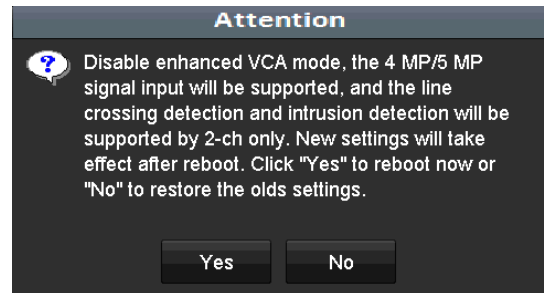 Attention
Disable enhanced VCA mode, the 4 MP/5 MP
signal input will be supported, and the line
crossing detection and intrusion detection will be
supported by 2-ch only. New settings will take
effect after reboot. Click "Yes" to reboot now or
"No" to restore the olds settings.
Yes No